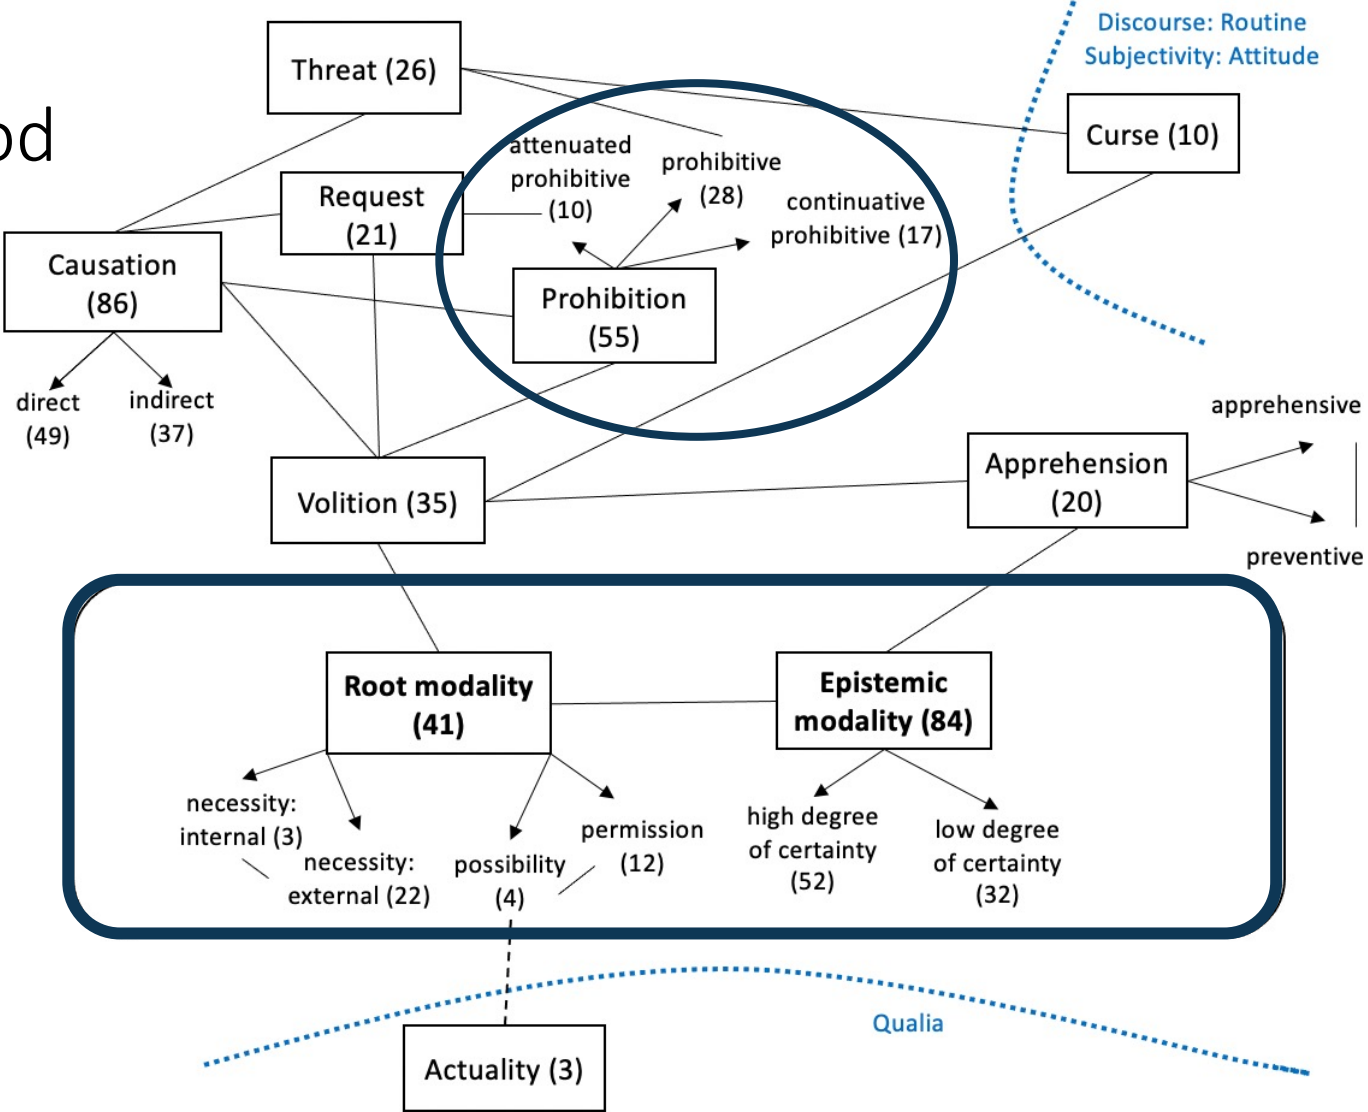 Discourse: Routine
Subjectivity: Attitude
Threat (26)
od
Curse (10)
attenuated
prohibitive
(10)
prohibitive
(28)
continuative
prohibitive (17)
Request
(21)
Causation
(86)
Prohibition
(55)
direct
(49)
indirect
(37)
apprehensive
Volition (35)
Apprehension
(20)
preventive
Root modality
(41)
Epistemic
modality (84)
necessity:
internal (3)
necessity:
external (22)
possibility
(4)
permission
(12)
high degree
of certainty
(52)
low degree
of certainty
(32)
Qualia
Actuality (3)